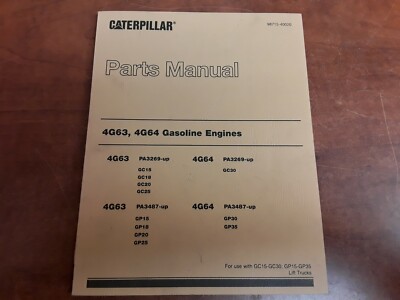 CATERPILLAR
Parts Manual
4G63, 4G64 Gasoline Engines
4G63 PA3269-up 4G64 PA3269-up
GC15 GC30
GC18
GC20
GC25
4G63 PA3487-up 4G64 PA3487-up
GP15 GP30
GP18 GP35
GP20
GP25
For use with GC15-GC30, GP15-GP35
Lift Trucks